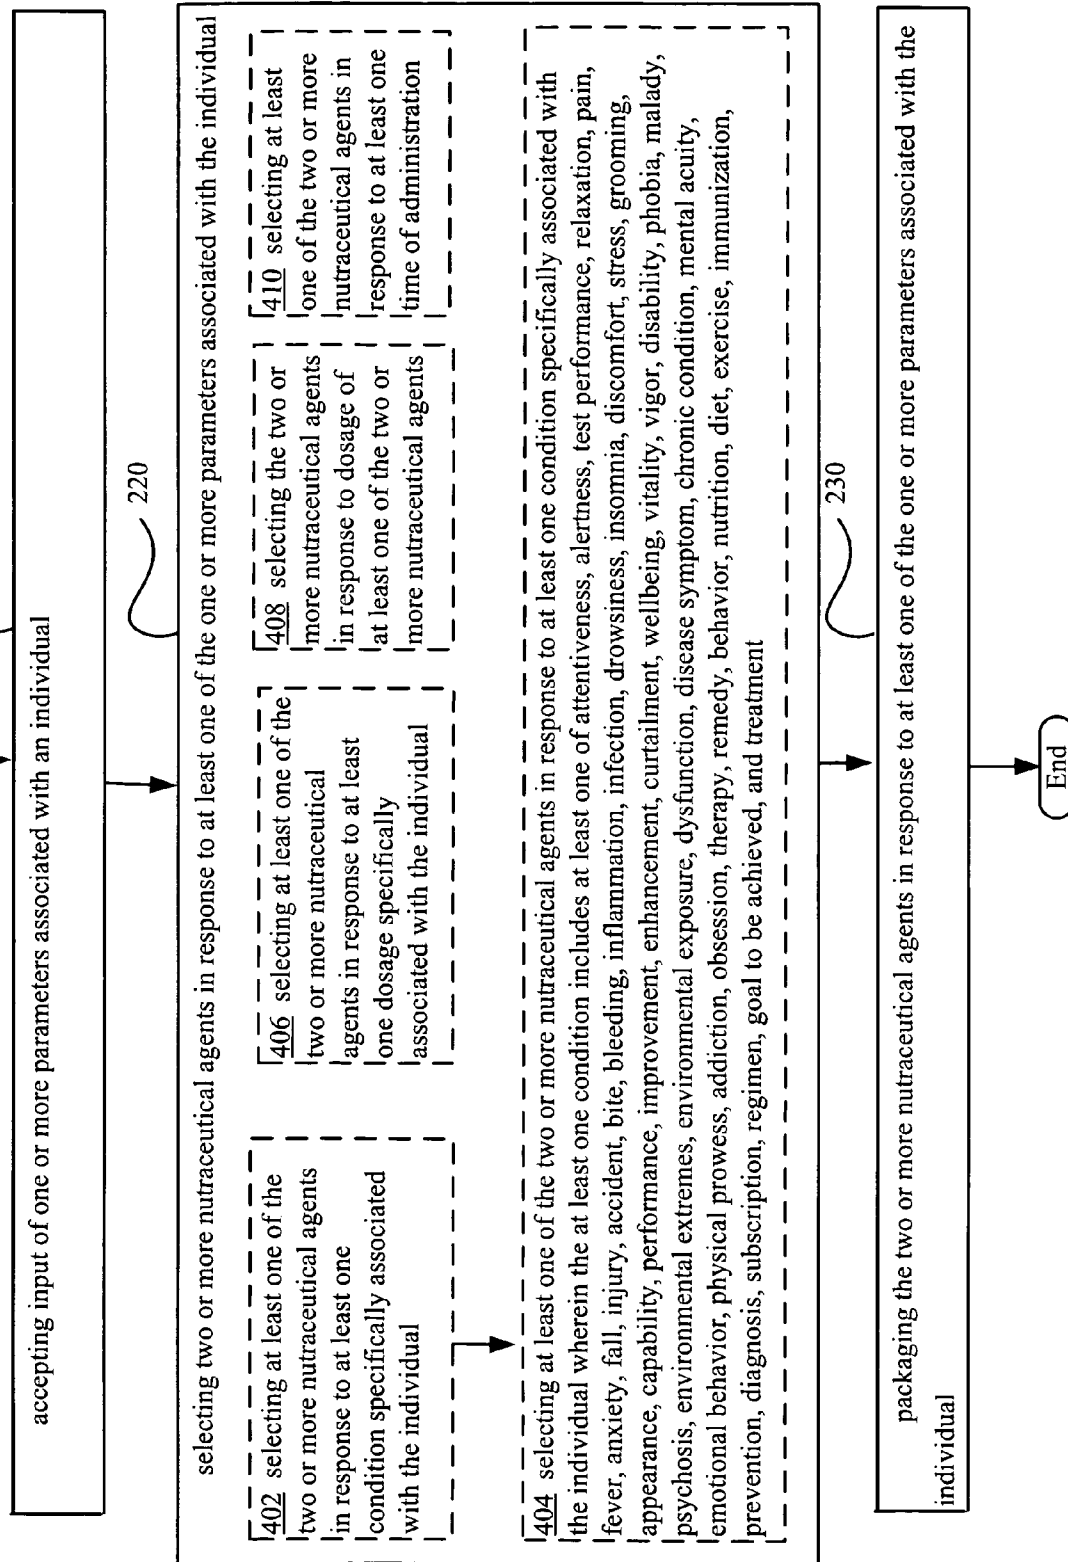 accepting input of one or more parameters associated with an individual
220
selecting two or more nutraceutical agents in response to at least one of the one or more parameters associated with the individual
402 selecting at least one of the
two or more nutraceutical agents
in response to at least one
condition specifically associated
with the individual
406 selecting at least one of the
two or more nutraceutical
agents in response to at least
one dosage specifically
associated with the individual
408 selecting the two or
more nutraceutical agents
in response to dosage of
at least one of the two or
more nutraceutical agents
410 selecting at least
one of the two or more
nutraceutical agents in
response to at least one
time of administration
404 selecting at least one of the two or more nutraceutical agents in response to at least one condition specifically associated with
the individual wherein the at least one condition includes at least one of attentiveness, alertness, test performance, relaxation, pain,
fever, anxiety, fall, injury, accident, bite, bleeding, inflammation, infection, drowsiness, insomnia, discomfort, stress, grooming,
appearance, capability, performance, improvement, enhancement, curtailment, wellbeing, vitality, vigor, disability, phobia, malady,
psychosis, environmental extremes, environmental exposure, dysfunction, disease symptom, chronic condition, mental acuity,
emotional behavior, physical prowess, addiction, obsession, therapy, remedy, behavior, nutrition, diet, exercise, immunization,
prevention, diagnosis, subscription, regimen, goal to be achieved, and treatment
230
packaging the two or more nutraceutical agents in response to at least one of the one or more parameters associated with the
individual
End